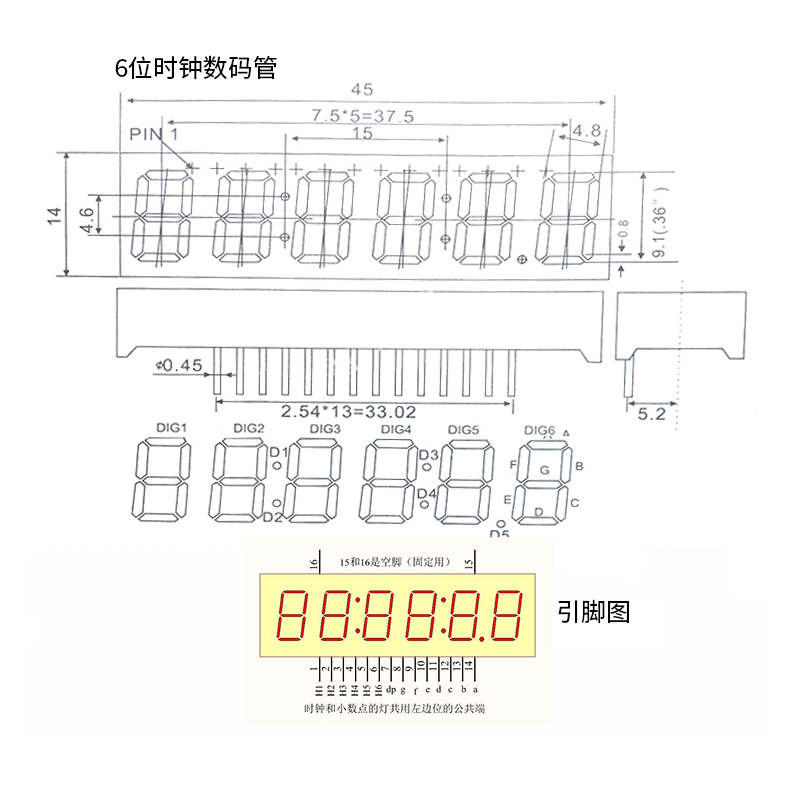 6位时钟数码管
45
7.5*5=37.5
PIN 1
15
4.8
14
4.6
0.8
9.1(.36")
ø0.45
2.54*13=33.02
5.2
DIG1 DIG2 DIG3 DIG4 DIG5 DIG6
D1 D3 A
F G B
D4 E C
D2 D
D5
16 15和16是空脚（固定用） 15
引脚图
1 2 3 4 5 6 7 8 9 10 11 12 13 14
H1 H2 H3 H4 H5 H6 dp g f e d c b a
时钟和小数点的灯共用左边位的公共端